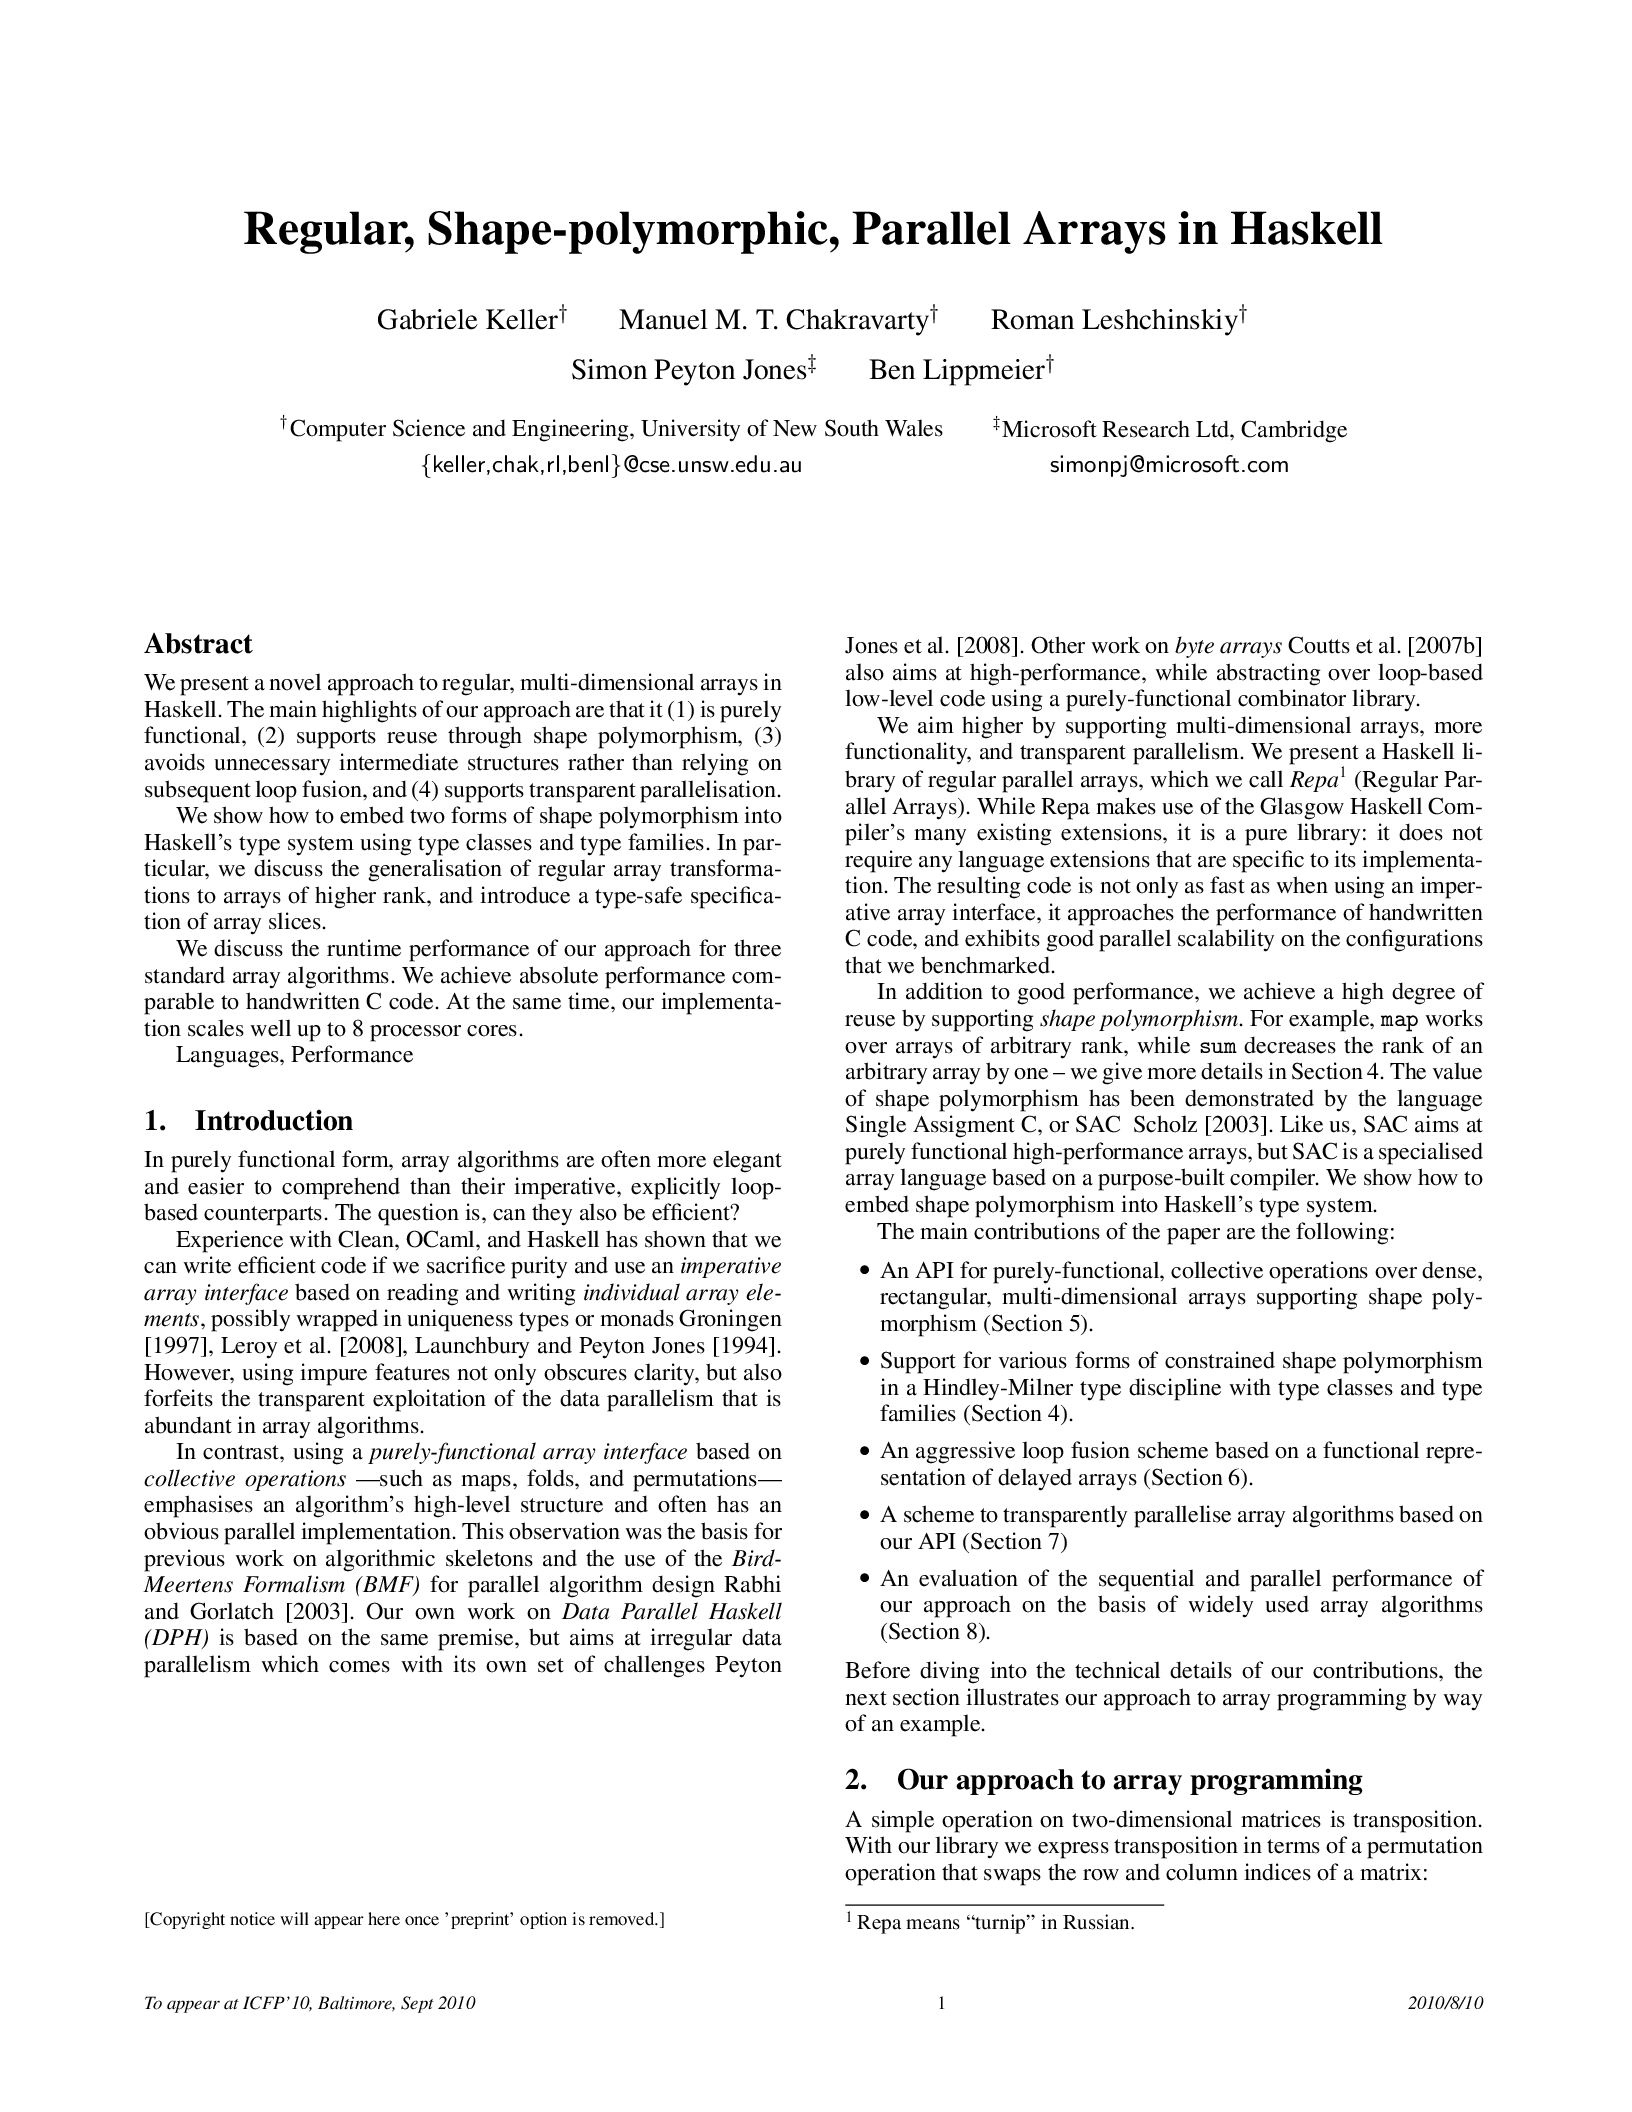 Regular, Shape-polymorphic, Parallel Arrays in Haskell
Gabriele Keller† Manuel M. T. Chakravarty† Roman Leshchinskiy†
Simon Peyton Jones‡ Ben Lippmeier†
†Computer Science and Engineering, University of New South Wales ‡Microsoft Research Ltd, Cambridge
{keller,chak,rl,benl}@cse.unsw.edu.au simonpj@microsoft.com
Abstract
We present a novel approach to regular, multi-dimensional arrays in
Haskell. The main highlights of our approach are that it (1) is purely
functional, (2) supports reuse through shape polymorphism, (3)
avoids unnecessary intermediate structures rather than relying on
subsequent loop fusion, and (4) supports transparent parallelisation.
We show how to embed two forms of shape polymorphism into
Haskell's type system using type classes and type families. In par-
ticular, we discuss the generalisation of regular array transforma-
tions to arrays of higher rank, and introduce a type-safe specifica-
tion of array slices.
We discuss the runtime performance of our approach for three
standard array algorithms. We achieve absolute performance com-
parable to handwritten C code. At the same time, our implementa-
tion scales well up to 8 processor cores.
Languages, Performance
1. Introduction
In purely functional form, array algorithms are often more elegant
and easier to comprehend than their imperative, explicitly loop-
based counterparts. The question is, can they also be efficient?
Experience with Clean, OCaml, and Haskell has shown that we
can write efficient code if we sacrifice purity and use an imperative
array interface based on reading and writing individual array ele-
ments, possibly wrapped in uniqueness types or monads Groningen
[1997], Leroy et al. [2008], Launchbury and Peyton Jones [1994].
However, using impure features not only obscures clarity, but also
forfeits the transparent exploitation of the data parallelism that is
abundant in array algorithms.
In contrast, using a purely-functional array interface based on
collective operations —such as maps, folds, and permutations—
emphasises an algorithm's high-level structure and often has an
obvious parallel implementation. This observation was the basis for
previous work on algorithmic skeletons and the use of the Bird-
Meertens Formalism (BMF) for parallel algorithm design Rabhi
and Gorlatch [2003]. Our own work on Data Parallel Haskell
(DPH) is based on the same premise, but aims at irregular data
parallelism which comes with its own set of challenges Peyton
[Copyright notice will appear here once 'preprint' option is removed.]
Jones et al. [2008]. Other work on byte arrays Coutts et al. [2007b]
also aims at high-performance, while abstracting over loop-based
low-level code using a purely-functional combinator library.
We aim higher by supporting multi-dimensional arrays, more
functionality, and transparent parallelism. We present a Haskell li-
brary of regular parallel arrays, which we call Repa1 (Regular Par-
allel Arrays). While Repa makes use of the Glasgow Haskell Com-
piler's many existing extensions, it is a pure library: it does not
require any language extensions that are specific to its implementa-
tion. The resulting code is not only as fast as when using an imper-
ative array interface, it approaches the performance of handwritten
C code, and exhibits good parallel scalability on the configurations
that we benchmarked.
In addition to good performance, we achieve a high degree of
reuse by supporting shape polymorphism. For example, map works
over arrays of arbitrary rank, while sum decreases the rank of an
arbitrary array by one – we give more details in Section 4. The value
of shape polymorphism has been demonstrated by the language
Single Assigment C, or SAC Scholz [2003]. Like us, SAC aims at
purely functional high-performance arrays, but SAC is a specialised
array language based on a purpose-built compiler. We show how to
embed shape polymorphism into Haskell's type system.
The main contributions of the paper are the following:
• An API for purely-functional, collective operations over dense,
rectangular, multi-dimensional arrays supporting shape poly-
morphism (Section 5).
• Support for various forms of constrained shape polymorphism
in a Hindley-Milner type discipline with type classes and type
families (Section 4).
• An aggressive loop fusion scheme based on a functional repre-
sentation of delayed arrays (Section 6).
• A scheme to transparently parallelise array algorithms based on
our API (Section 7)
• An evaluation of the sequential and parallel performance of
our approach on the basis of widely used array algorithms
(Section 8).
Before diving into the technical details of our contributions, the
next section illustrates our approach to array programming by way
of an example.
2. Our approach to array programming
A simple operation on two-dimensional matrices is transposition.
With our library we express transposition in terms of a permutation
operation that swaps the row and column indices of a matrix:
1 Repa means “turnip” in Russian.
To appear at ICFP'10, Baltimore, Sept 2010 1 2010/8/10